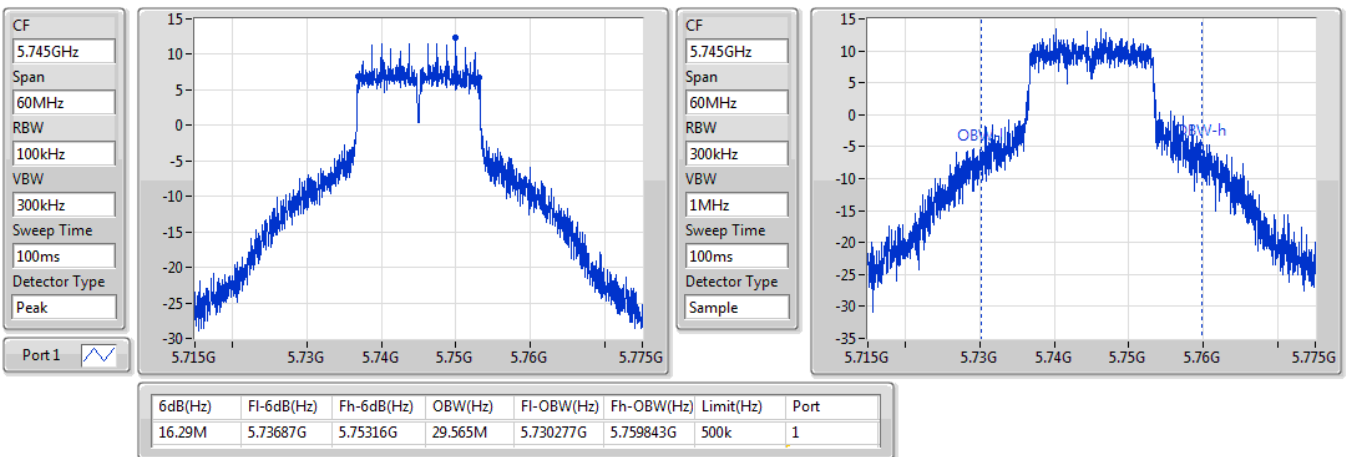 CF
5.745GHz
Span
60MHz
RBW
100kHz
VBW
300kHz
Sweep Time
100ms
Detector Type
Peak
Port 1
15
10
5
0
-5
-10
-15
-20
-25
-30
5.715G 5.73G 5.74G 5.75G 5.76G 5.775G
CF
5.745GHz
Span
60MHz
RBW
300kHz
VBW
1MHz
Sweep Time
100ms
Detector Type
Sample
15
10
5
0
-5
-10
-15
-20
-25
-30
-35
OBW-h
5.715G 5.73G 5.74G 5.75G 5.76G 5.775G
6dB(Hz) Fl-6dB(Hz) Fh-6dB(Hz) OBW(Hz) Fl-OBW(Hz) Fh-OBW(Hz) Limit(Hz) Port
16.29M 5.73687G 5.75316G 29.565M 5.730277G 5.759843G 500k 1